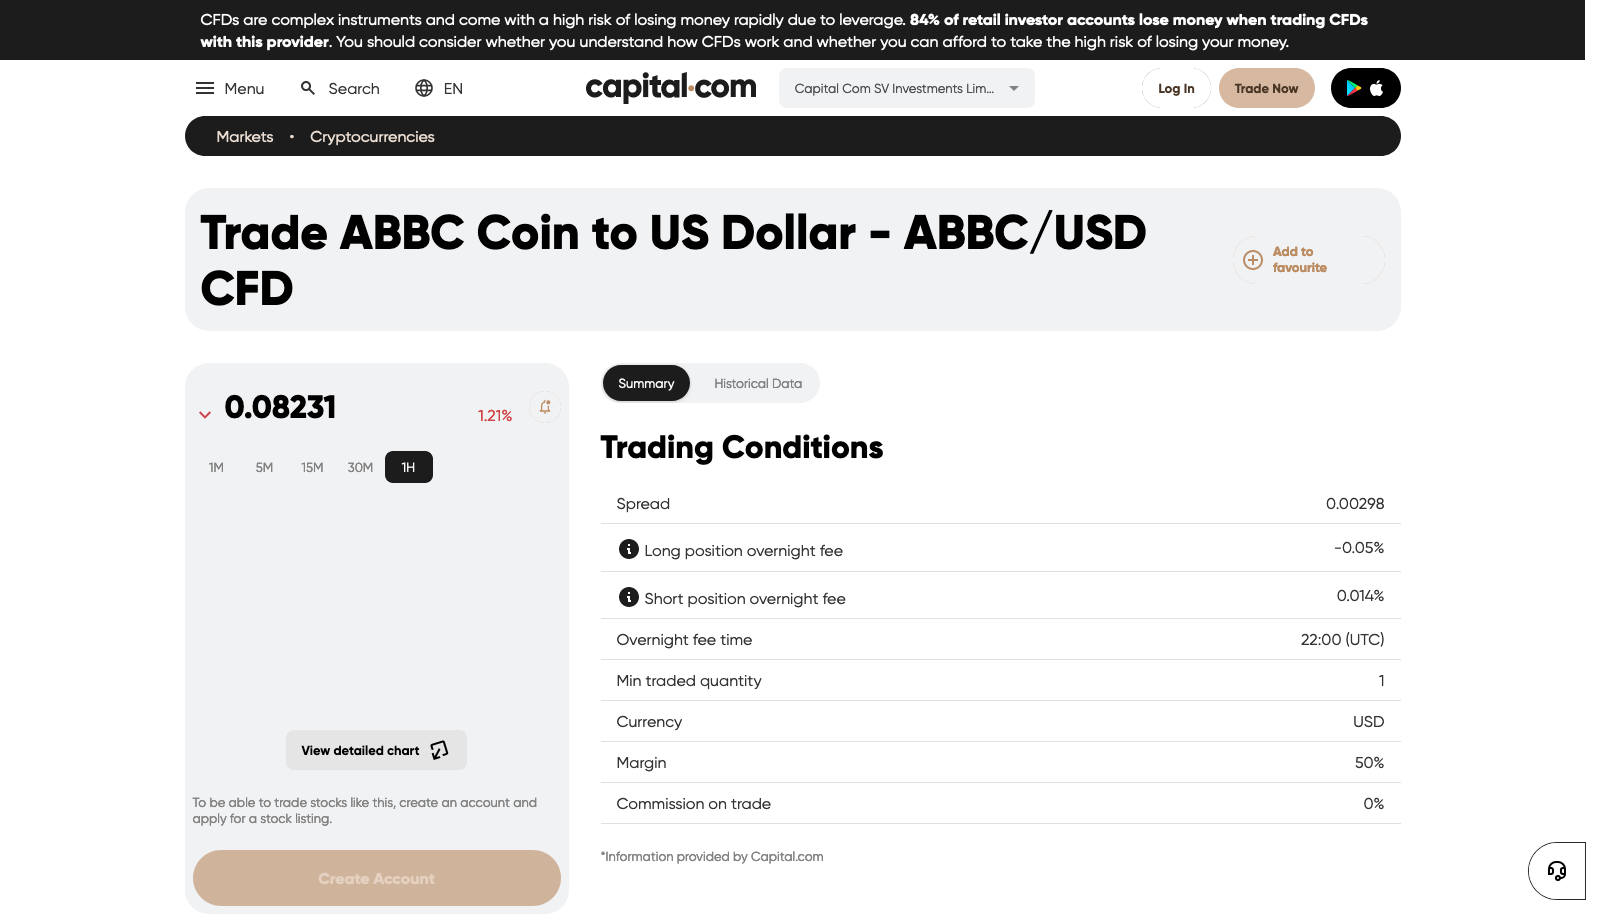 CFDs are complex instruments and come with a high risk of losing money rapidly due to leverage. 84% of retail investor accounts lose money when trading CFDs
with this provider. You should consider whether you understand how CFDs work and whether you can afford to take the high risk of losing your money.
Menu Search EN capital.com Capital Com SV Investments Lim... Log In Trade Now
Markets • Cryptocurrencies
Trade ABBC Coin to US Dollar - ABBC/USD
CFD
Add to
favourite
0.08231 1.21%
1M 5M 15M 30M 1H
View detailed chart
To be able to trade stocks like this, create an account and
apply for a stock listing.
Create Account
Summary Historical Data
Trading Conditions
Spread 0.00298
Long position overnight fee -0.05%
Short position overnight fee 0.014%
Overnight fee time 22:00 (UTC)
Min traded quantity 1
Currency USD
Margin 50%
Commission on trade 0%
*Information provided by Capital.com